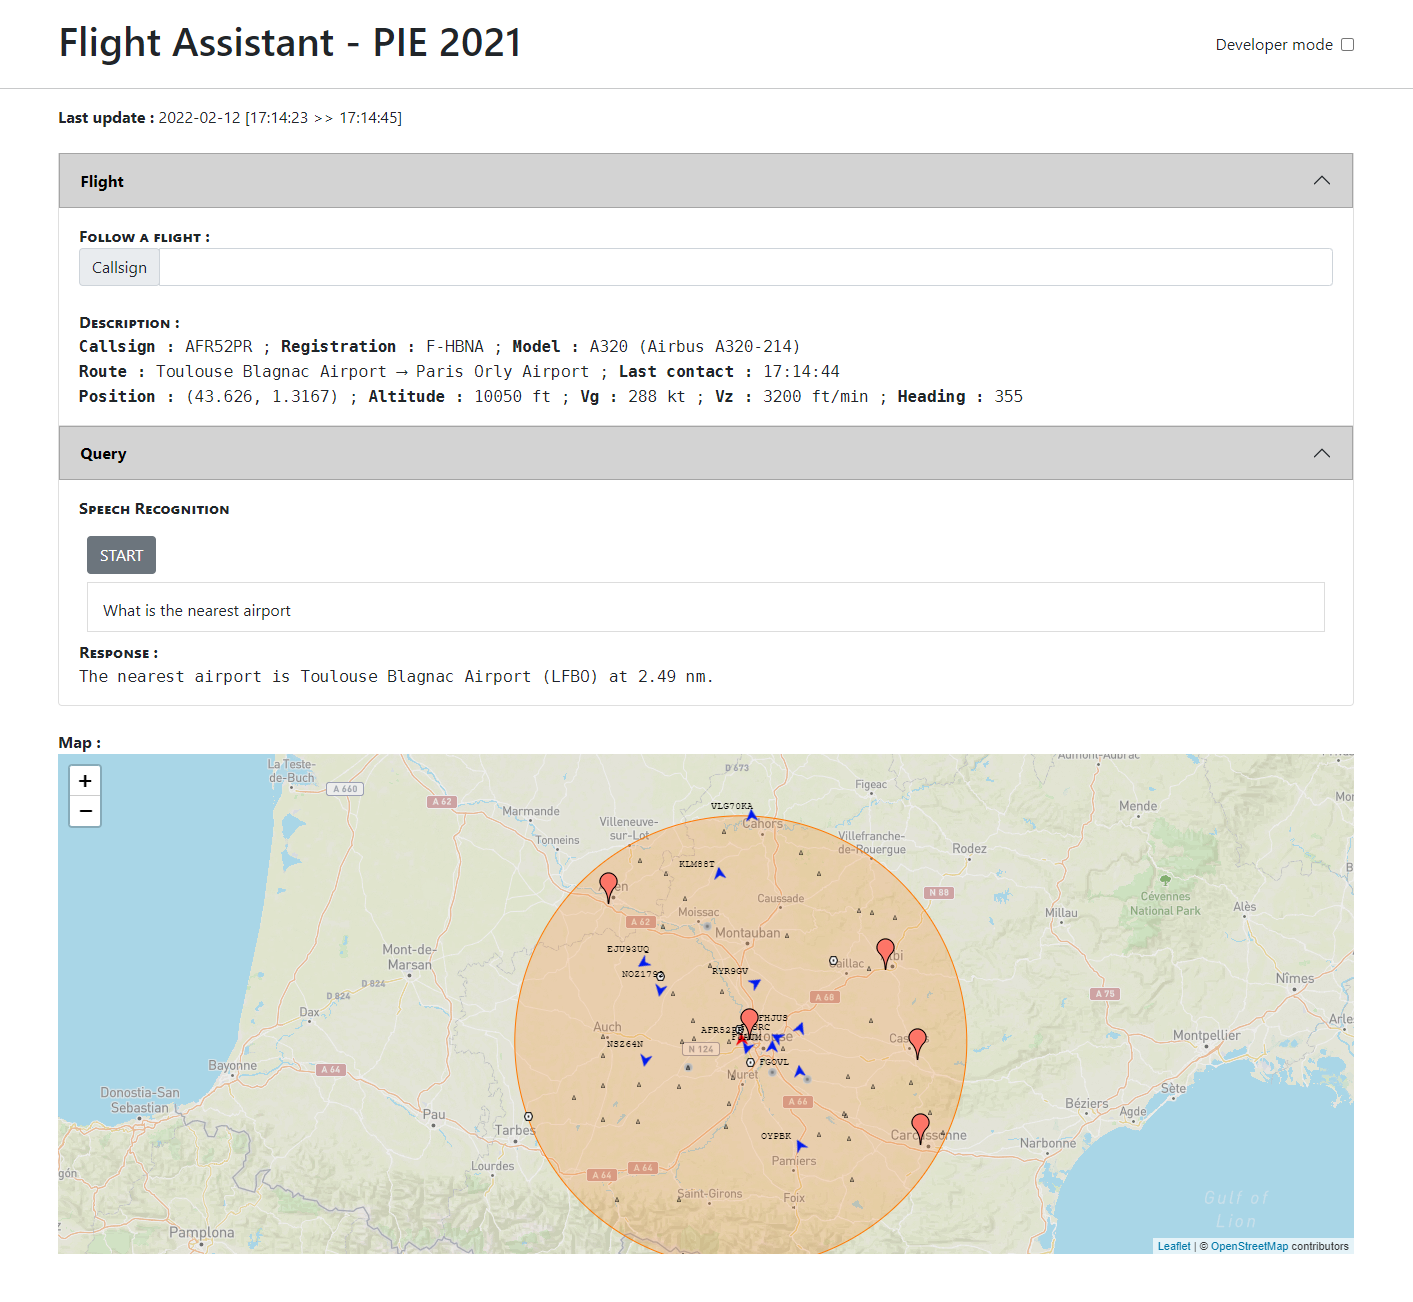 Flight Assistant - PIE 2021
Developer mode
Last update : 2022-02-12 [17:14:23 >> 17:14:45]
Flight
Follow a flight :
Callsign
Description :
Callsign : AFR52PR ; Registration : F-HBNA ; Model : A320 (Airbus A320-214)
Route : Toulouse Blagnac Airport → Paris Orly Airport ; Last contact : 17:14:44
Position : (43.626, 1.3167) ; Altitude : 10050 ft ; Vg : 288 kt ; Vz : 3200 ft/min ; Heading : 355
Query
Speech Recognition
START
What is the nearest airport
Response :
The nearest airport is Toulouse Blagnac Airport (LFBO) at 2.49 nm.
Map :
+
−
La Teste-
de-Buch
A 660
A 62
D 673
Figeac
Mende
Marmande
Tonneins
Villeneuve-
sur-Lot
VLG70KA
Cahors
Villefranche-
de-Rouergue
Rodez
N 88
KLM88T
Caussade
Moissac
A 62
Montauban
Millau
Cévennes
National Park
Alès
Mont-de-
Marsan
D 824
D 824
Dax
EJU93UQ
RYR9GV
A 68
A 75
Nîmes
Auch
AFR52PR
FHJUS
N 124
NSZ64N
FGOVL
Muret
Montpellier
Bayonne
A 64
Donostia-San
Sebastian
Pau
Tarbes
A 66
Béziers
Agde
Sète
OYPBK
Pamiers
Carcassonne
Narbonne
Lourdes
A 64
A 64
Saint-Girons
Foix
Pamplona
Gulf of
Lion
Leaflet | © OpenStreetMap contributors